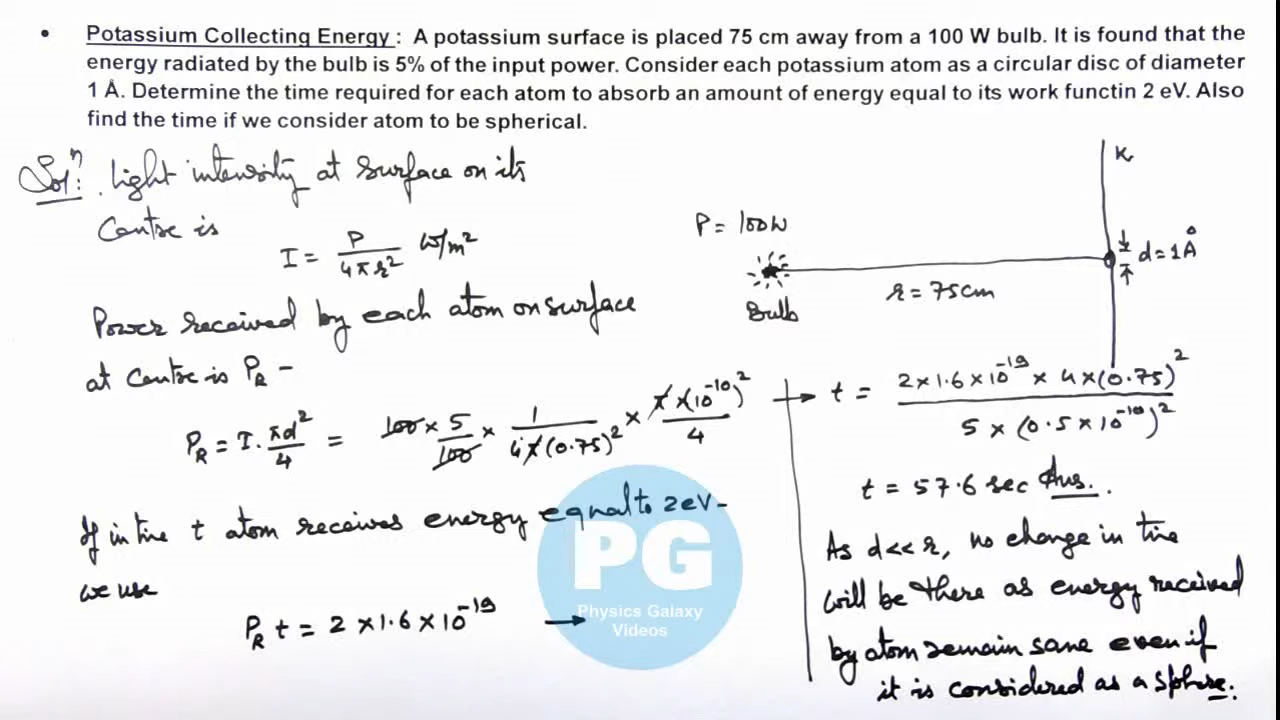 • Potassium Collecting Energy : A potassium surface is placed 75 cm away from a 100 W bulb. It is found that the
energy radiated by the bulb is 5% of the input power. Consider each potassium atom as a circular disc of diameter
1 Å. Determine the time required for each atom to absorb an amount of energy equal to its work functin 2 eV. Also
find the time if we consider atom to be spherical.
Solⁿ: Light intensity at surface on its
Centre is
I = P / 4πr² W/m²
Power received by each atom on surface
at Centre is P_R –
P_R = I · πd²/4 = 100 × 5/100 × 1/(4π(0.75)²) × π×(10⁻¹⁰)²/4
If in time t atom receives energy equal to 2eV–
we use
P_R t = 2 × 1.6 × 10⁻¹⁹ →
PG
Physics Galaxy
Videos
P = 100W
Bulb
r = 75cm
K
d = 1Å
→ t = 2×1.6×10⁻¹⁹ × 4×(0.75)² / 5 × (0.5×10⁻¹⁰)²
t = 57.6 sec Ans.
As d<<r, no change in time
will be there as energy received
by atom remain same even if
it is considered as a sphere.